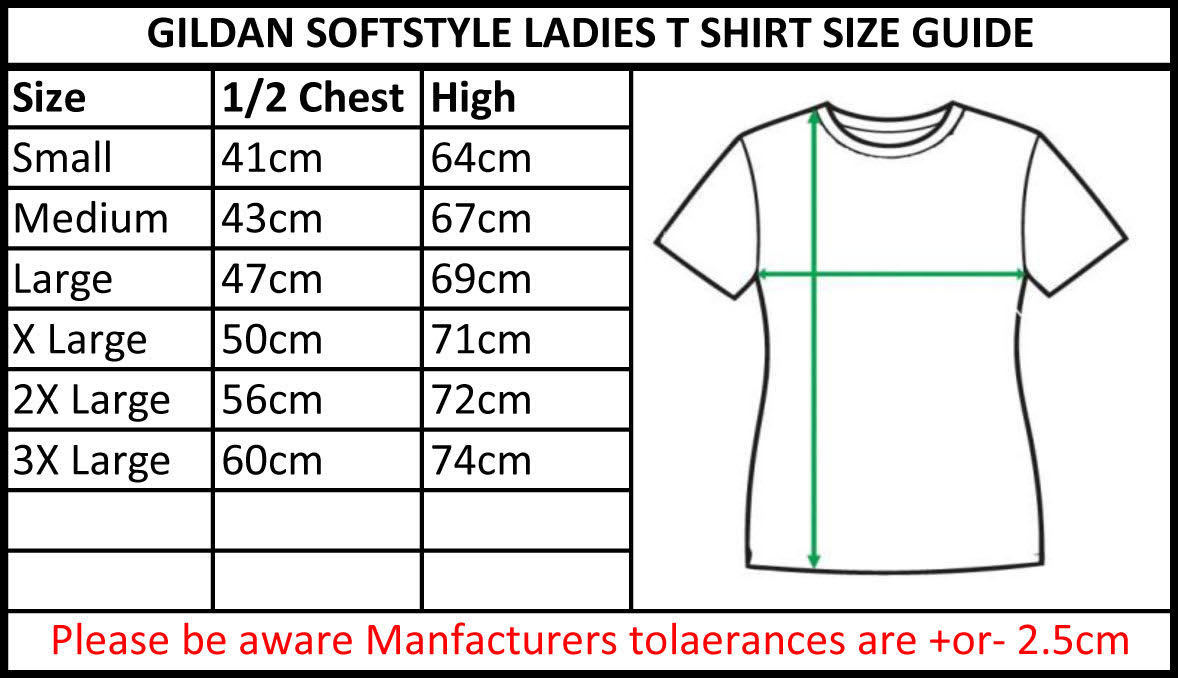 GILDAN SOFTSTYLE LADIES T SHIRT SIZE GUIDE
Size 1/2 Chest High
Small 41cm 64cm
Medium 43cm 67cm
Large 47cm 69cm
X Large 50cm 71cm
2X Large 56cm 72cm
3X Large 60cm 74cm
Please be aware Manfacturers tolaerances are +or- 2.5cm